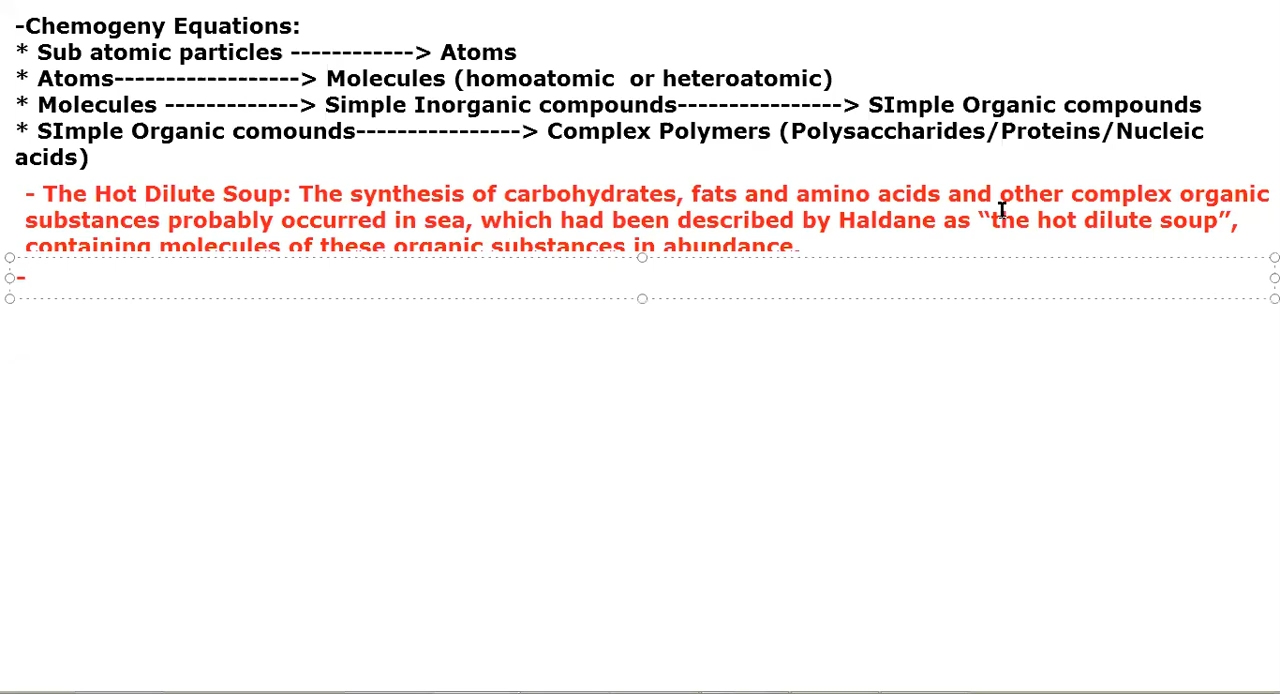 -Chemogeny Equations:
* Sub atomic particles ------------> Atoms
* Atoms------------------> Molecules (homoatomic  or heteroatomic)
* Molecules -------------> Simple Inorganic compounds----------------> SImple Organic compounds
* SImple Organic comounds----------------> Complex Polymers (Polysaccharides/Proteins/Nucleic
acids)
- The Hot Dilute Soup: The synthesis of carbohydrates, fats and amino acids and other complex organic
substances probably occurred in sea, which had been described by Haldane as “the hot dilute soup”,
containing molecules of these organic substances in abundance.
-